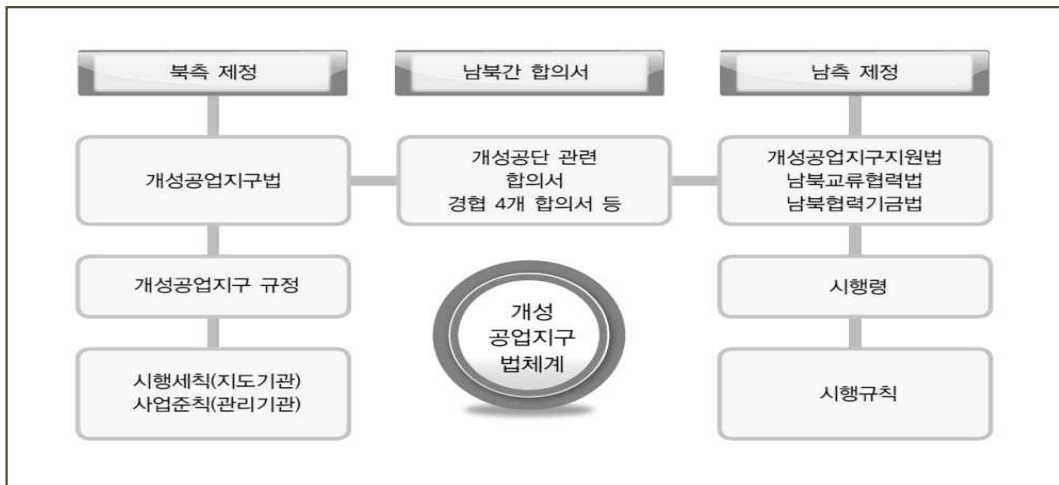 북측 제정
남북간 합의서
남측 제정
개성공업지구법
개성공단 관련
합의서
경협 4개 합의서 등
개성공업지구지원법
남북교류협력법
남북협력기금법
개성공업지구 규정
개성
공업지구
법체계
시행령
시행세칙(지도기관)
사업준칙(관리기관)
시행규칙